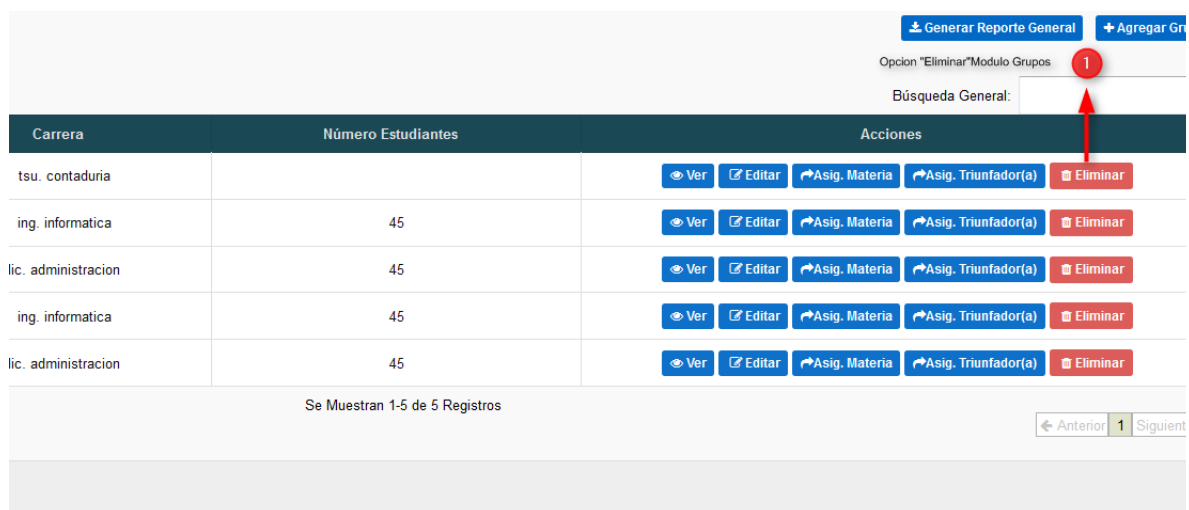 Generar Reporte General Agregar Gru
Opcion "Eliminar"Modulo Grupos 1
Búsqueda General:
Carrera Número Estudiantes Acciones
tsu. contaduria Ver Editar Asig. Materia Asig. Triunfador(a) Eliminar
ing. informatica 45 Ver Editar Asig. Materia Asig. Triunfador(a) Eliminar
lic. administracion 45 Ver Editar Asig. Materia Asig. Triunfador(a) Eliminar
ing. informatica 45 Ver Editar Asig. Materia Asig. Triunfador(a) Eliminar
lic. administracion 45 Ver Editar Asig. Materia Asig. Triunfador(a) Eliminar
Se Muestran 1-5 de 5 Registros
Anterior 1 Siguient